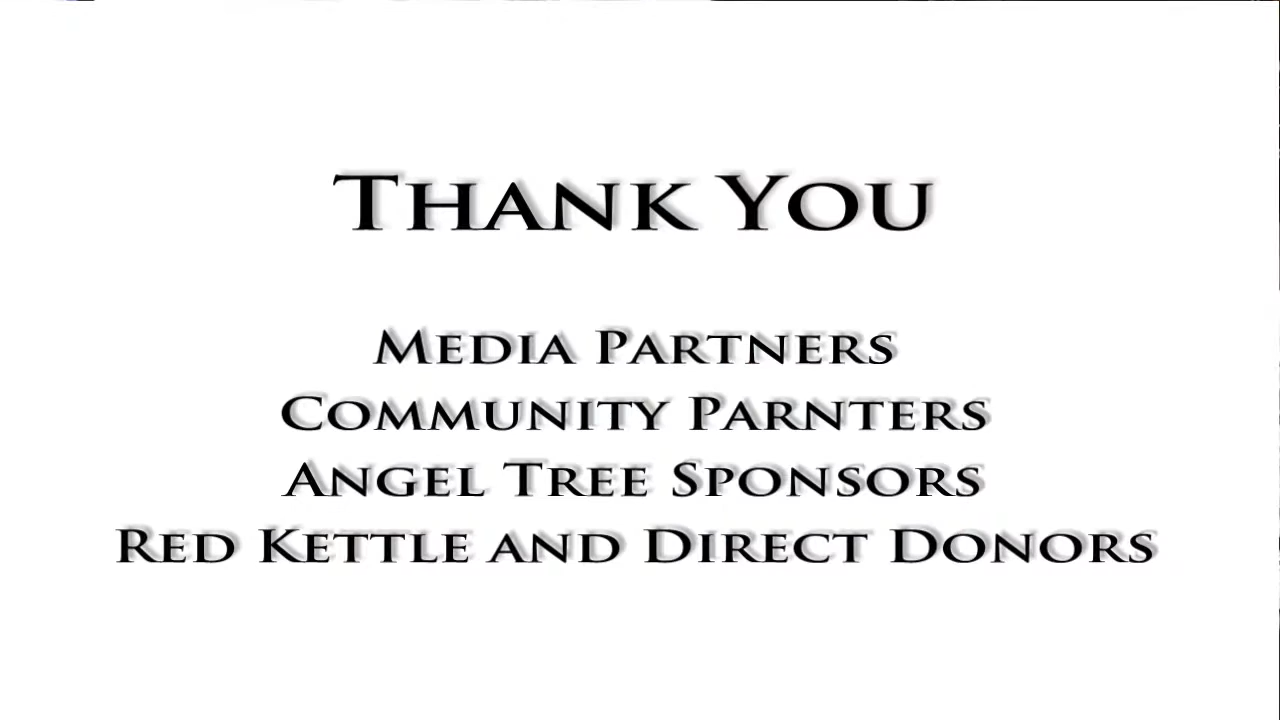 Thank You
Media Partners
Community Parnters
Angel Tree Sponsors
Red Kettle and Direct Donors